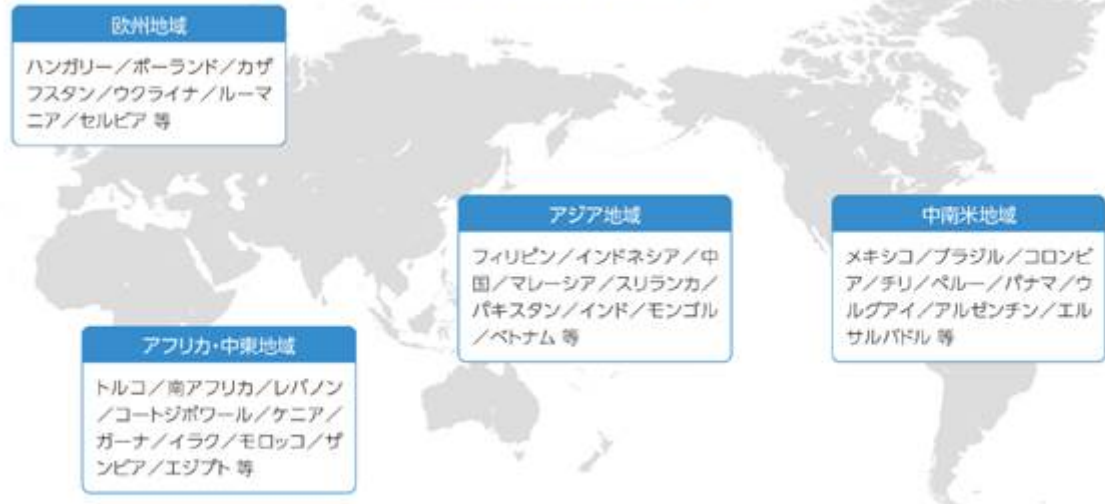 欧州地域
ハンガリー／ポーランド／カザ
フスタン／ウクライナ／ルーマ
ニア／セルビア 等
アジア地域
フィリピン／インドネシア／中
国／マレーシア／スリランカ／
パキスタン／インド／モンゴル
／ベトナム 等
中南米地域
メキシコ／ブラジル／コロンビ
ア／チリ／ペルー／パナマ／ウ
ルグアイ／アルゼンチン／エル
サルバドル 等
アフリカ・中東地域
トルコ／南アフリカ／レバノン
／コートジボワール／ケニア／
ガーナ／イラク／モロッコ／ザ
ンビア／エジプト 等